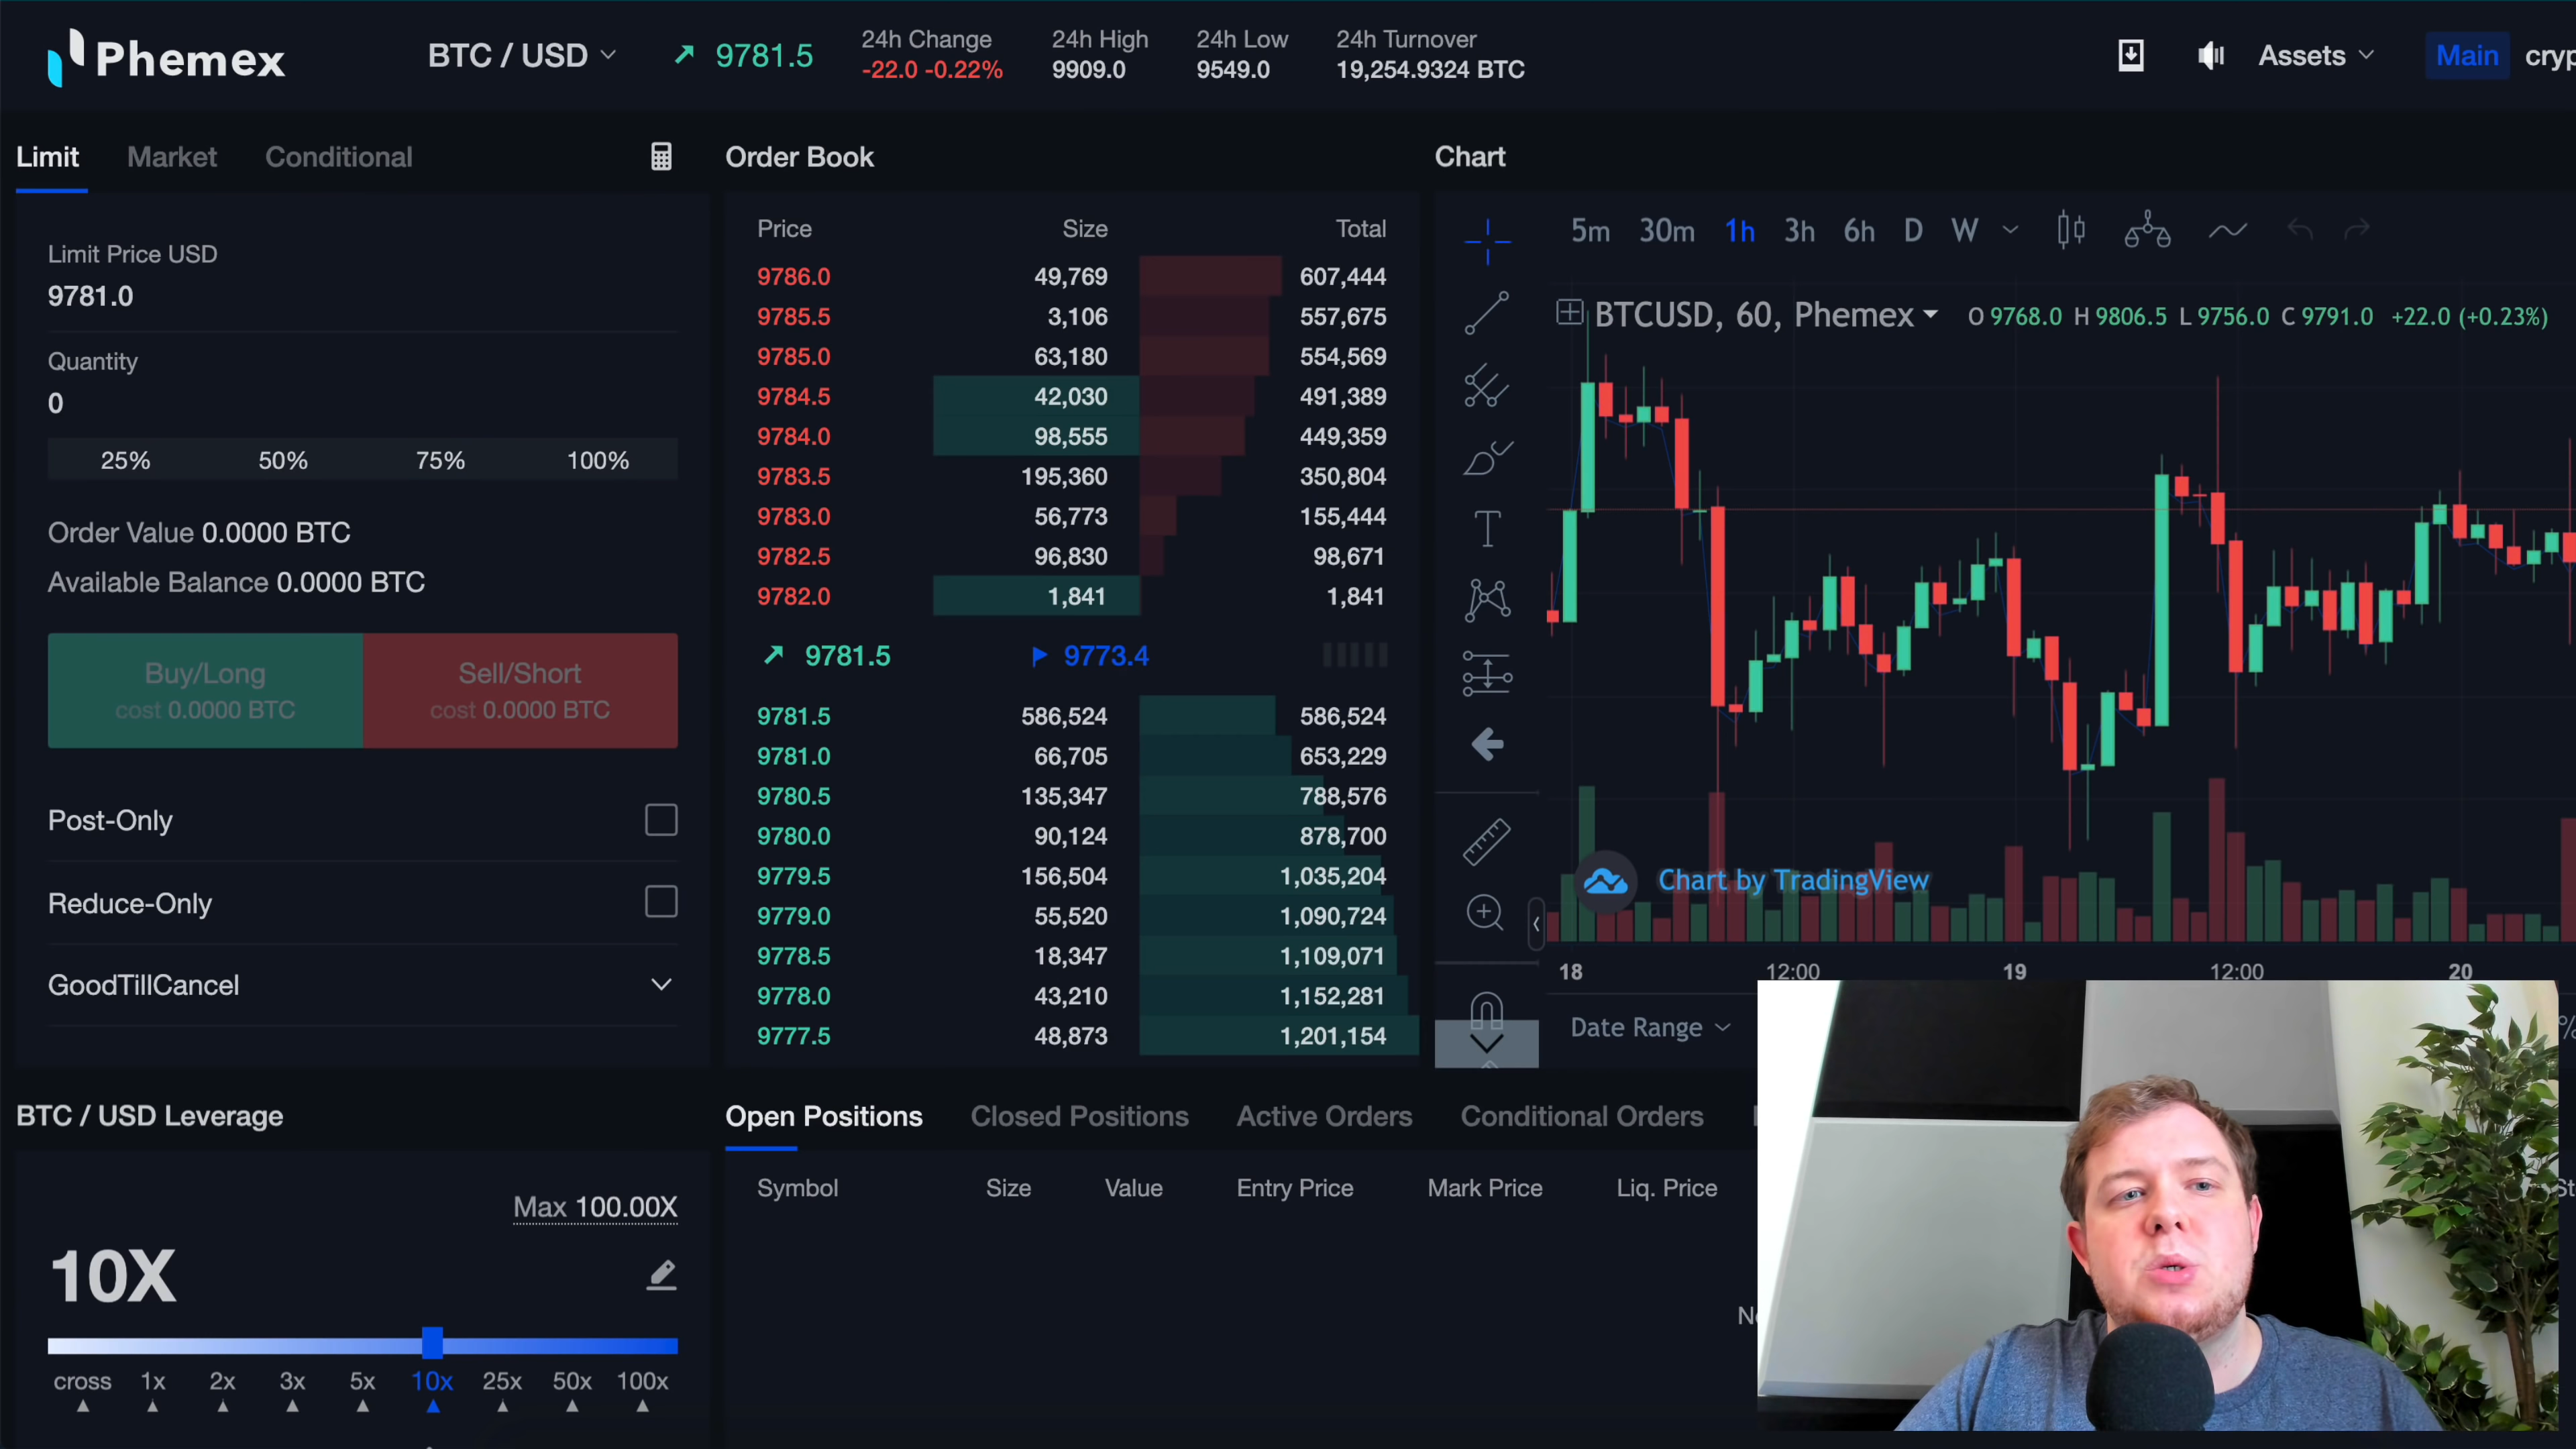 Phemex
BTC / USD
9781.5
24h Change
-22.0 -0.22%
24h High
9909.0
24h Low
9549.0
24h Turnover
19,254.9324 BTC
Assets
Main
Limit Market Conditional
Limit Price USD
9781.0
Quantity
0
25% 50% 75% 100%
Order Value 0.0000 BTC
Available Balance 0.0000 BTC
Buy/Long
cost 0.0000 BTC
Sell/Short
cost 0.0000 BTC
Post-Only
Reduce-Only
GoodTillCancel
BTC / USD Leverage
Max 100.00X
10X
cross 1x 2x 3x 5x 10x 25x 50x 100x
Order Book
Price Size Total
9786.0 49,769 607,444
9785.5 3,106 557,675
9785.0 63,180 554,569
9784.5 42,030 491,389
9784.0 98,555 449,359
9783.5 195,360 350,804
9783.0 56,773 155,444
9782.5 96,830 98,671
9782.0 1,841 1,841
9781.5 9773.4
9781.5 586,524 586,524
9781.0 66,705 653,229
9780.5 135,347 788,576
9780.0 90,124 878,700
9779.5 156,504 1,035,204
9779.0 55,520 1,090,724
9778.5 18,347 1,109,071
9778.0 43,210 1,152,281
9777.5 48,873 1,201,154
Chart
5m 30m 1h 3h 6h D W
BTCUSD, 60, Phemex O 9768.0 H 9806.5 L 9756.0 C 9791.0 +22.0 (+0.23%)
Chart by TradingView
18 12:00 19 12:00 20
Date Range
Open Positions Closed Positions Active Orders Conditional Orders
Symbol Size Value Entry Price Mark Price Liq. Price